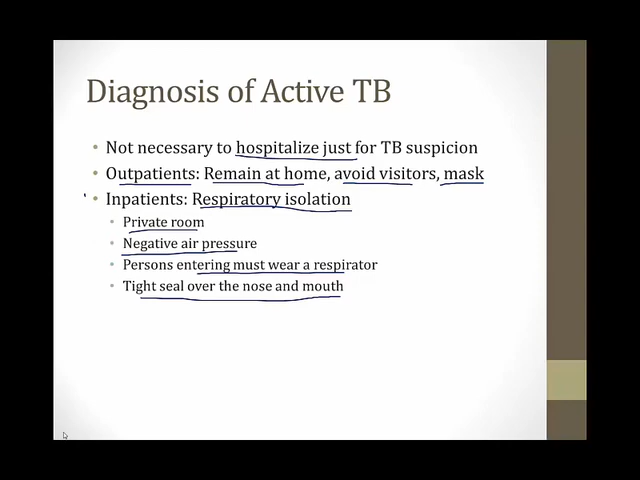 Diagnosis of Active TB
• Not necessary to hospitalize just for TB suspicion
• Outpatients: Remain at home, avoid visitors, mask
• Inpatients: Respiratory isolation
• Private room
• Negative air pressure
• Persons entering must wear a respirator
• Tight seal over the nose and mouth